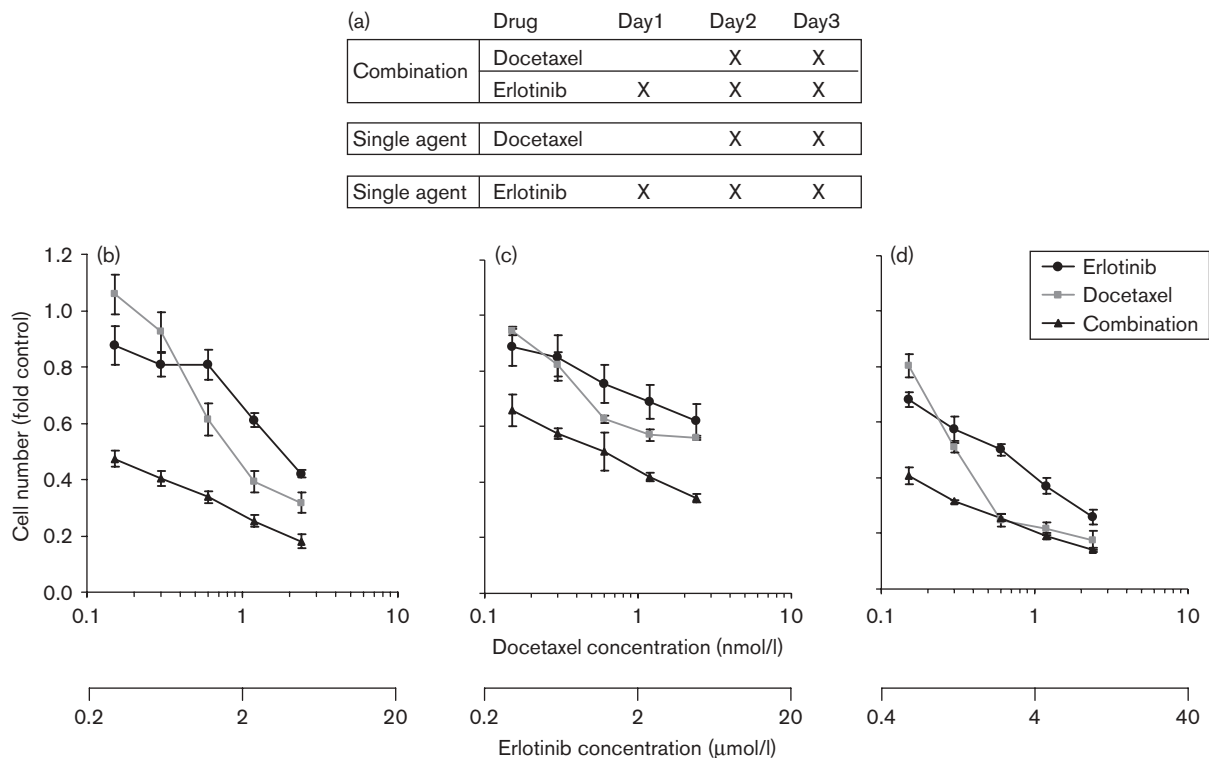 (a) Drug Day1 Day2 Day3
Combination
Docetaxel X X
Erlotinib X X X
Single agent Docetaxel X X
Single agent Erlotinib X X X
(b) (c) (d)
Erlotinib
Docetaxel
Combination
Cell number (fold control)
1.2
1.0
0.8
0.6
0.4
0.2
0.0
0.1 1 10 0.1 1 10 0.1 1 10
Docetaxel concentration (nmol/l)
0.2 2 20 0.2 2 20 0.4 4 40
Erlotinib concentration (μmol/l)